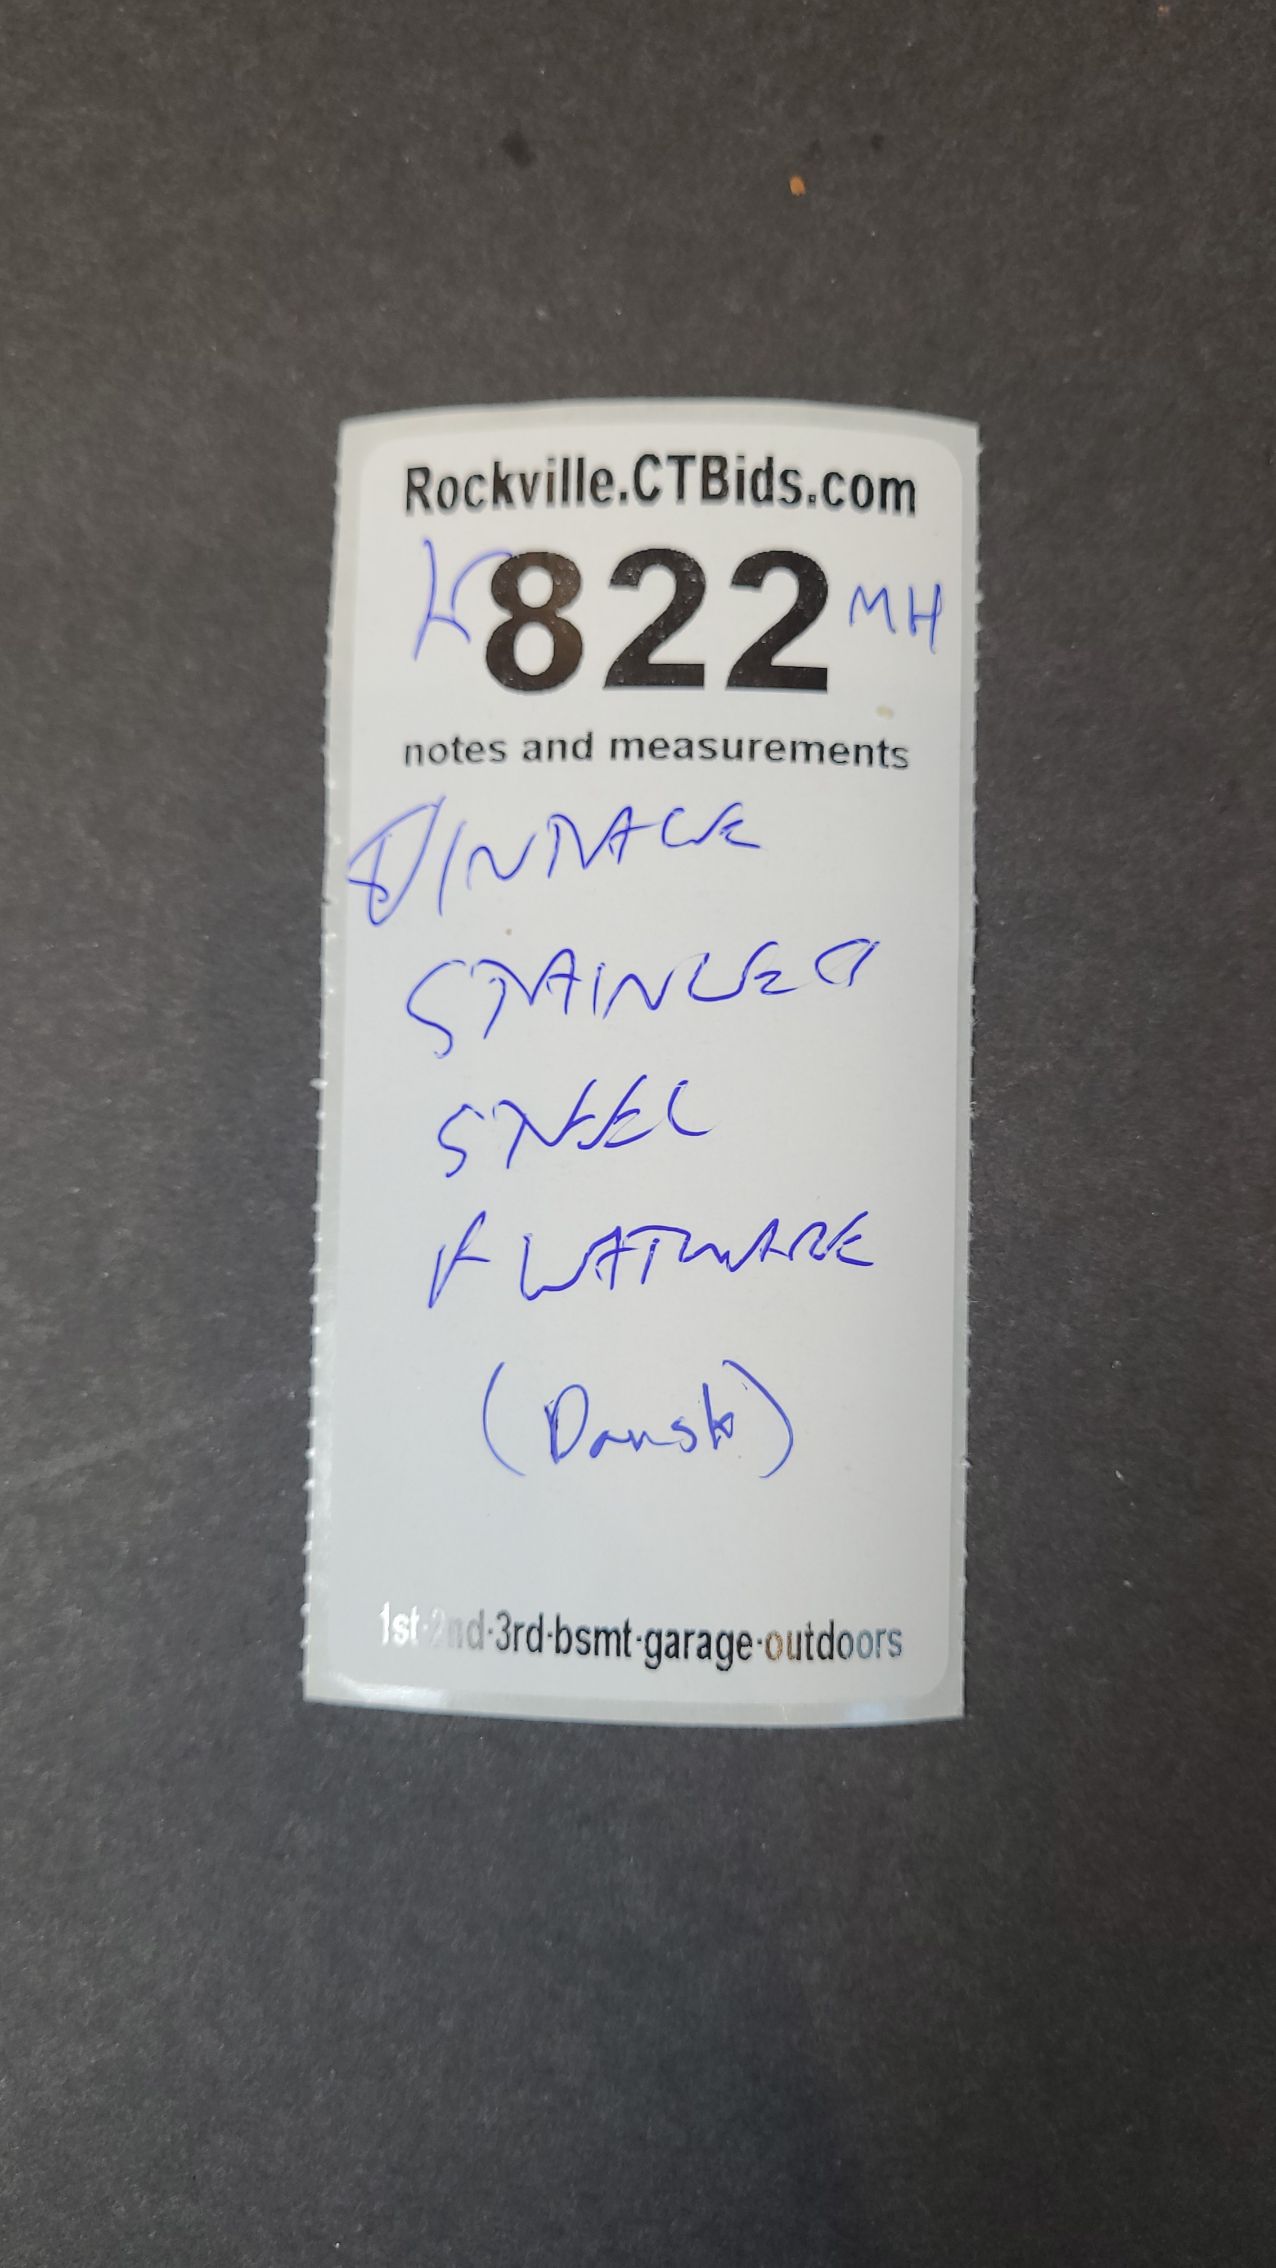 Rockville.CTBids.com
822 MH
notes and measurements
VINTAGE
STAINLESS
STEEL
FLATWARE
(Dansk)
1st·2nd·3rd·bsmt·garage·outdoors